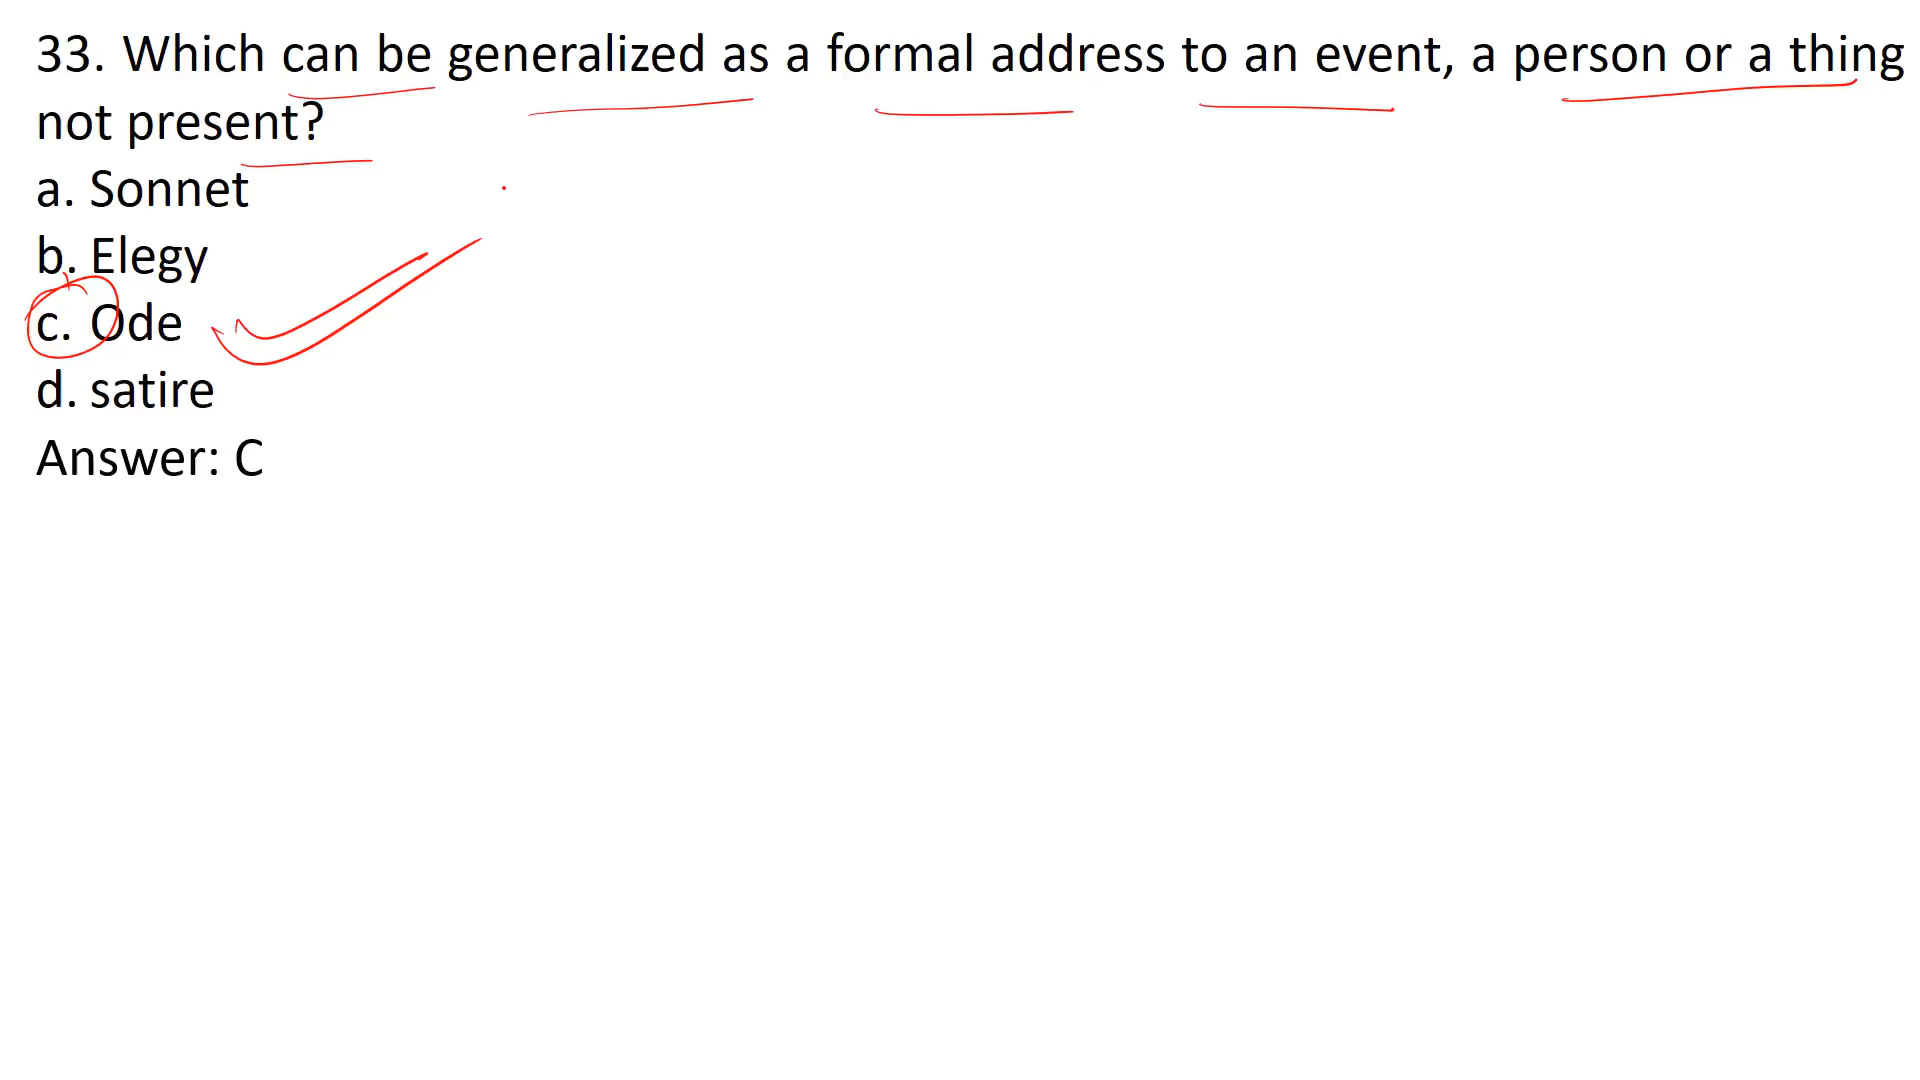 33. Which can be generalized as a formal address to an event, a person or a thing
not present?
a. Sonnet
b. Elegy
c. Ode
d. satire
Answer: C